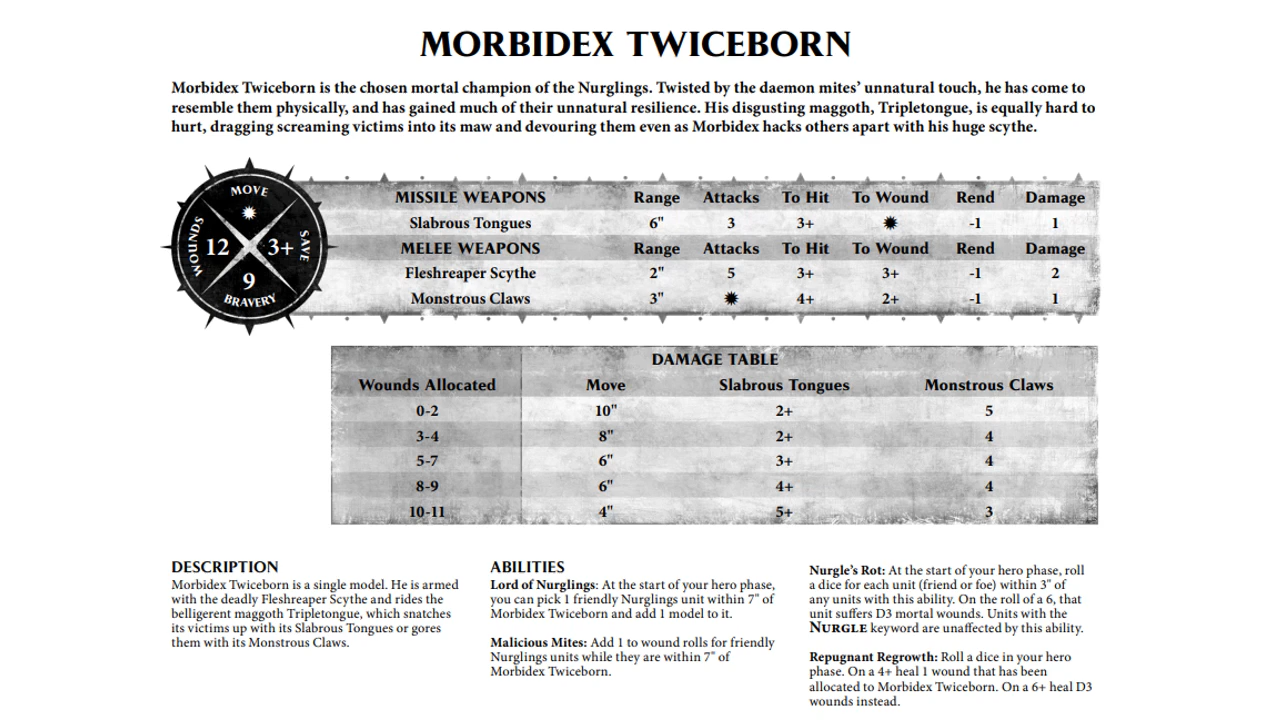 MORBIDEX TWICEBORN
Morbidex Twiceborn is the chosen mortal champion of the Nurglings. Twisted by the daemon mites' unnatural touch, he has come to
resemble them physically, and has gained much of their unnatural resilience. His disgusting maggoth, Tripletongue, is equally hard to
hurt, dragging screaming victims into its maw and devouring them even as Morbidex hacks others apart with his huge scythe.
MOVE
✹
WOUNDS 12
3+ SAVE
9
BRAVERY
MISSILE WEAPONS Range Attacks To Hit To Wound Rend Damage
Slabrous Tongues 6" 3 3+ ✹ -1 1
MELEE WEAPONS Range Attacks To Hit To Wound Rend Damage
Fleshreaper Scythe 2" 5 3+ 3+ -1 2
Monstrous Claws 3" ✹ 4+ 2+ -1 1
DAMAGE TABLE
Wounds Allocated Move Slabrous Tongues Monstrous Claws
0-2 10" 2+ 5
3-4 8" 2+ 4
5-7 6" 3+ 4
8-9 6" 4+ 4
10-11 4" 5+ 3
DESCRIPTION
Morbidex Twiceborn is a single model. He is armed
with the deadly Fleshreaper Scythe and rides the
belligerent maggoth Tripletongue, which snatches
its victims up with its Slabrous Tongues or gores
them with its Monstrous Claws.
ABILITIES
Lord of Nurglings: At the start of your hero phase,
you can pick 1 friendly Nurglings unit within 7" of
Morbidex Twiceborn and add 1 model to it.
Malicious Mites: Add 1 to wound rolls for friendly
Nurglings units while they are within 7" of
Morbidex Twiceborn.
Nurgle's Rot: At the start of your hero phase, roll
a dice for each unit (friend or foe) within 3" of
any units with this ability. On the roll of a 6, that
unit suffers D3 mortal wounds. Units with the
NURGLE keyword are unaffected by this ability.
Repugnant Regrowth: Roll a dice in your hero
phase. On a 4+ heal 1 wound that has been
allocated to Morbidex Twiceborn. On a 6+ heal D3
wounds instead.